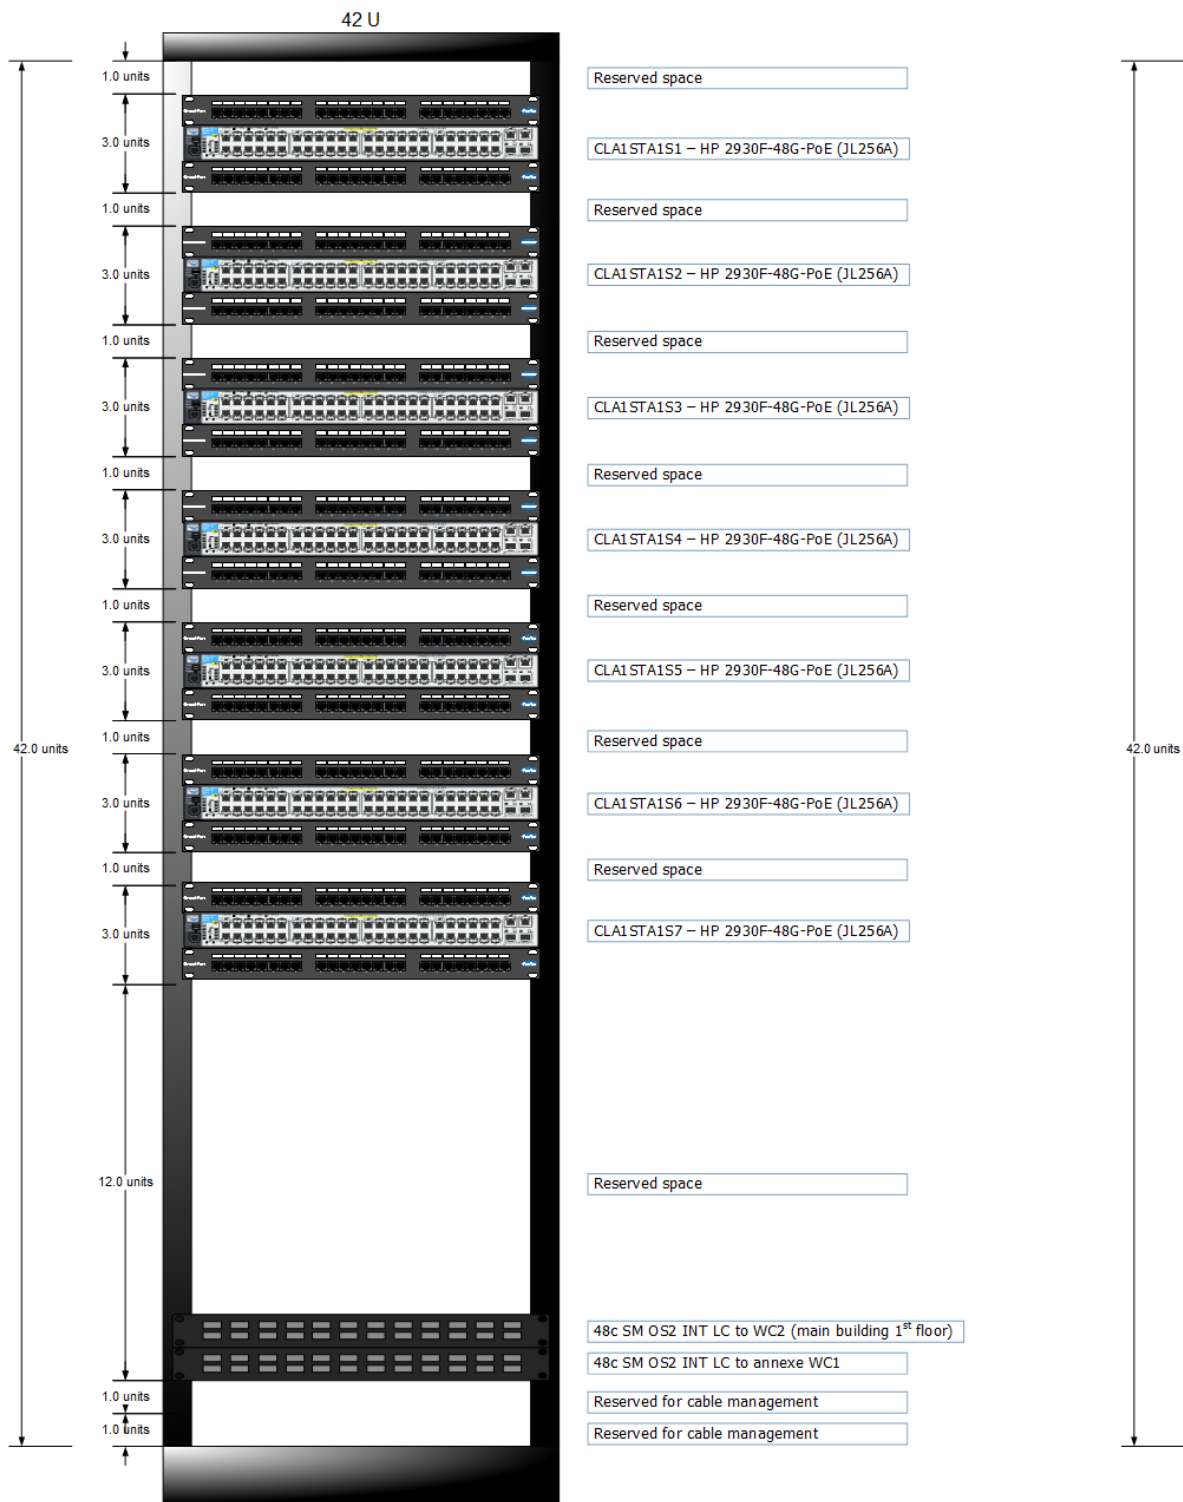 42 U
1.0 units
Reserved space
3.0 units
CLA1STA1S1 – HP 2930F-48G-PoE (JL256A)
1.0 units
Reserved space
3.0 units
CLA1STA1S2 – HP 2930F-48G-PoE (JL256A)
1.0 units
Reserved space
3.0 units
CLA1STA1S3 – HP 2930F-48G-PoE (JL256A)
1.0 units
Reserved space
3.0 units
CLA1STA1S4 – HP 2930F-48G-PoE (JL256A)
1.0 units
Reserved space
3.0 units
CLA1STA1S5 – HP 2930F-48G-PoE (JL256A)
1.0 units
Reserved space
42.0 units
42.0 units
3.0 units
CLA1STA1S6 – HP 2930F-48G-PoE (JL256A)
1.0 units
Reserved space
3.0 units
CLA1STA1S7 – HP 2930F-48G-PoE (JL256A)
12.0 units
Reserved space
48c SM OS2 INT LC to WC2 (main building 1st floor)
48c SM OS2 INT LC to annexe WC1
1.0 units
Reserved for cable management
1.0 units
Reserved for cable management